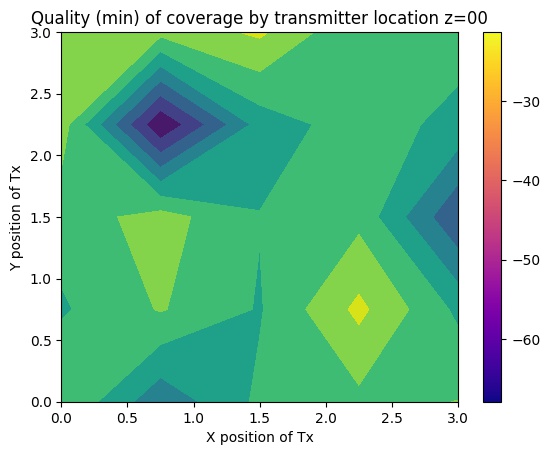 Quality (min) of coverage by transmitter location z=00
3.0
2.5
2.0
1.5
1.0
0.5
0.0
Y position of Tx
0.0 0.5 1.0 1.5 2.0 2.5 3.0
X position of Tx
−30
−40
−50
−60